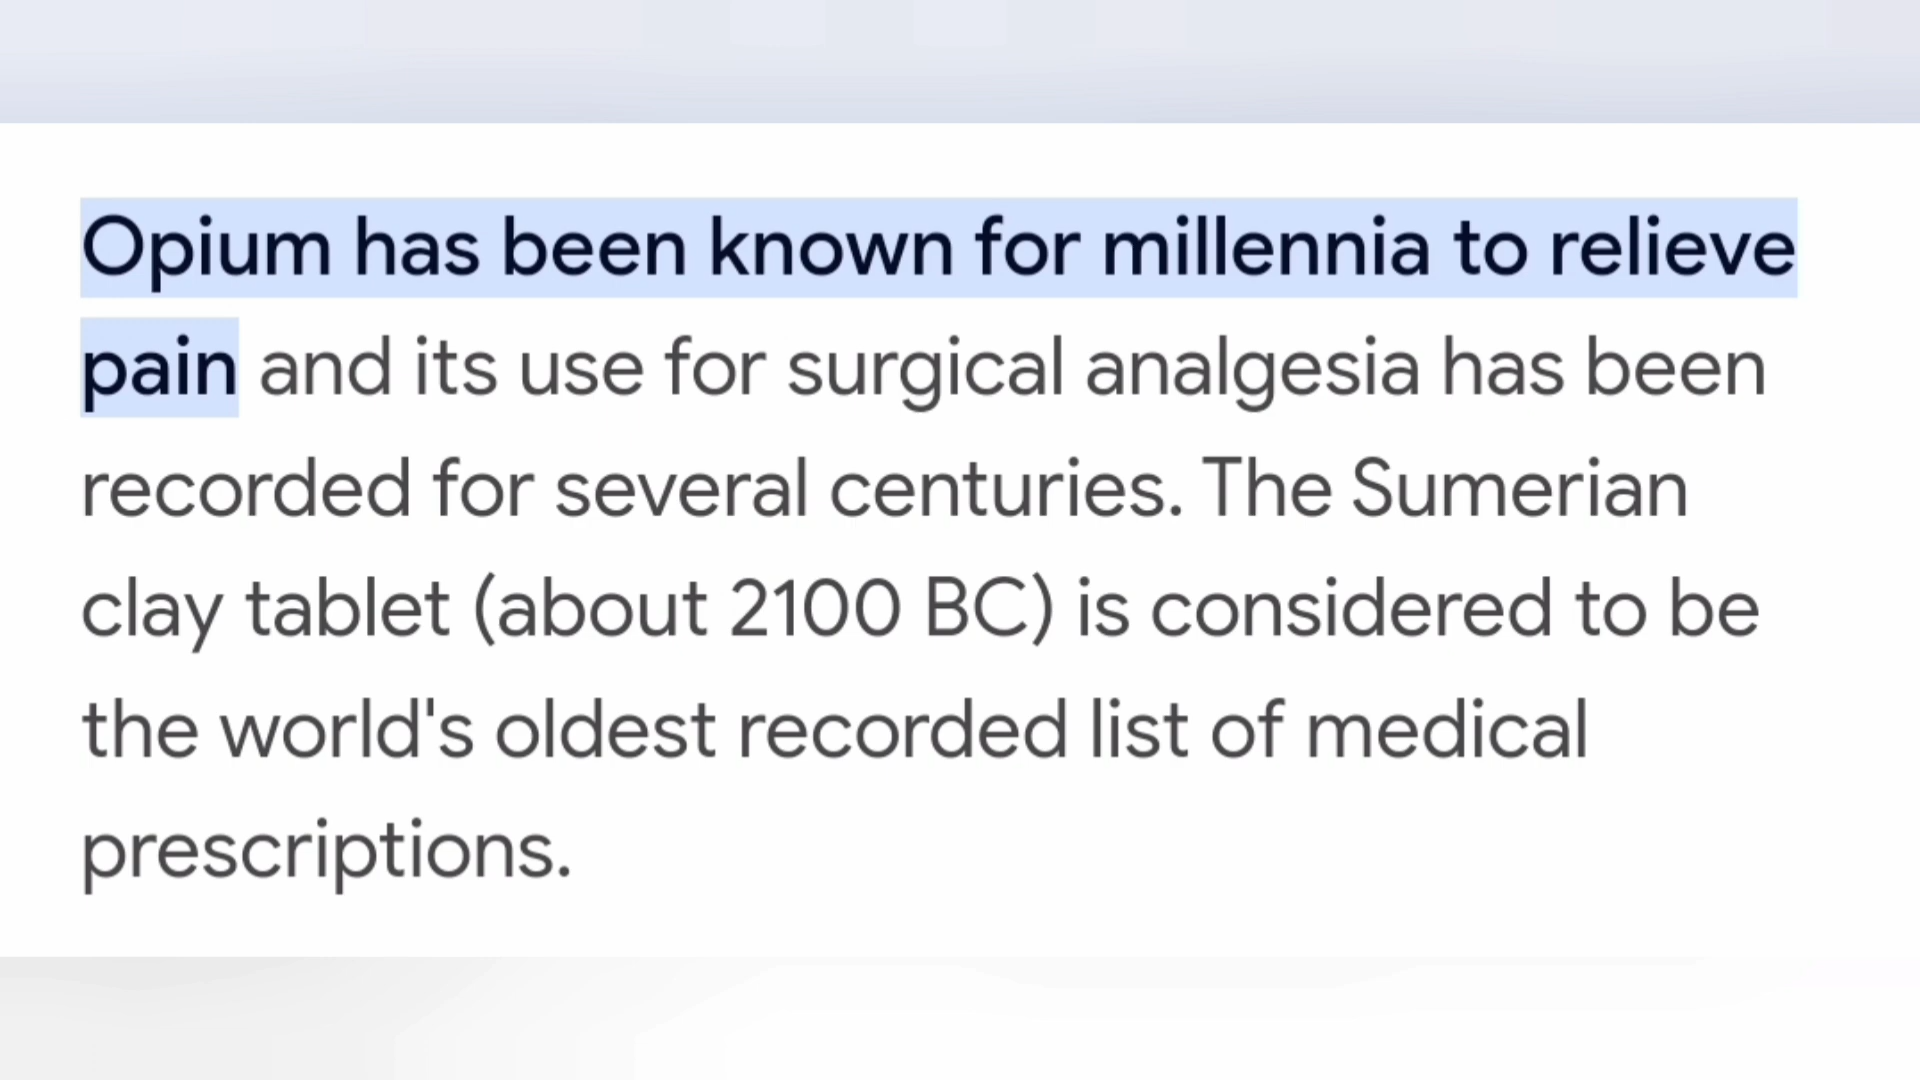 Opium has been known for millennia to relieve
pain and its use for surgical analgesia has been
recorded for several centuries. The Sumerian
clay tablet (about 2100 BC) is considered to be
the world's oldest recorded list of medical
prescriptions.